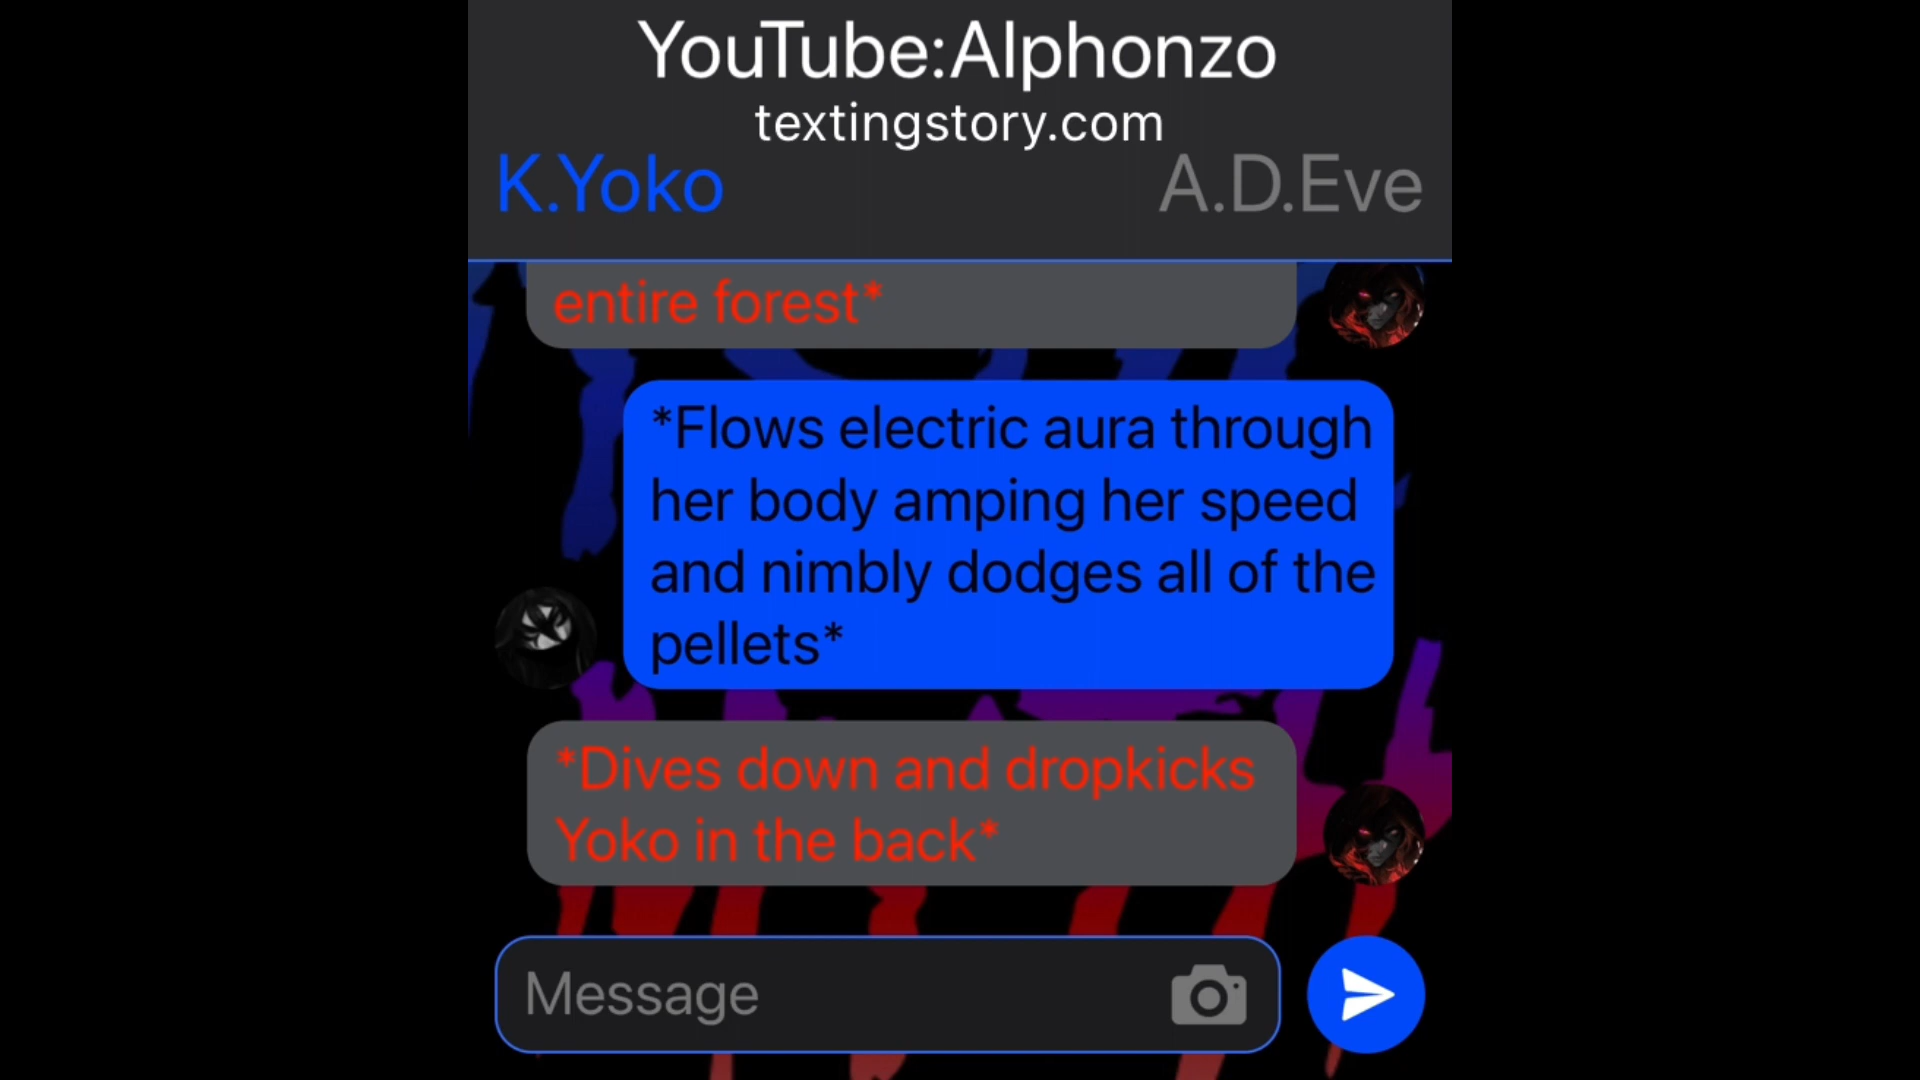 YouTube:Alphonzo
textingstory.com
K.Yoko
A.D.Eve
entire forest*
*Flows electric aura through
her body amping her speed
and nimbly dodges all of the
pellets*
*Dives down and dropkicks
Yoko in the back*
Message